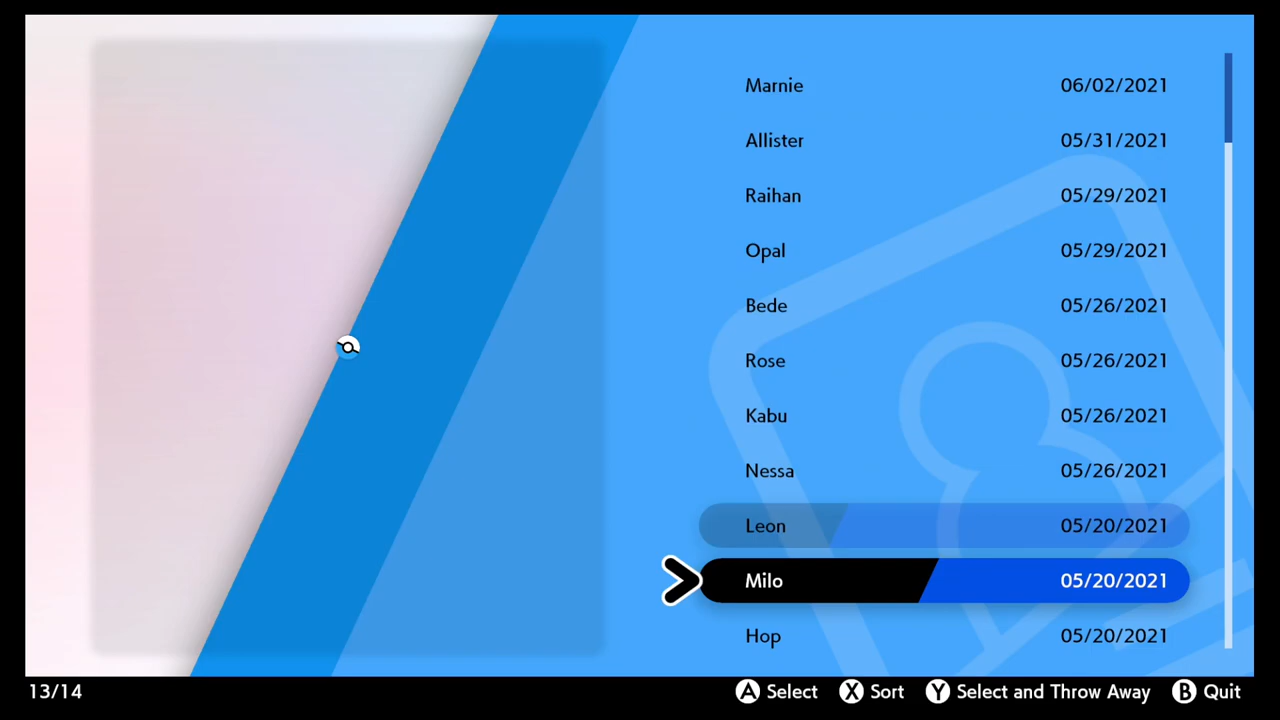 Marnie 06/02/2021
Allister 05/31/2021
Raihan 05/29/2021
Opal 05/29/2021
Bede 05/26/2021
Rose 05/26/2021
Kabu 05/26/2021
Nessa 05/26/2021
Leon 05/20/2021
Milo 05/20/2021
Hop 05/20/2021
13/14 A Select X Sort Y Select and Throw Away B Quit